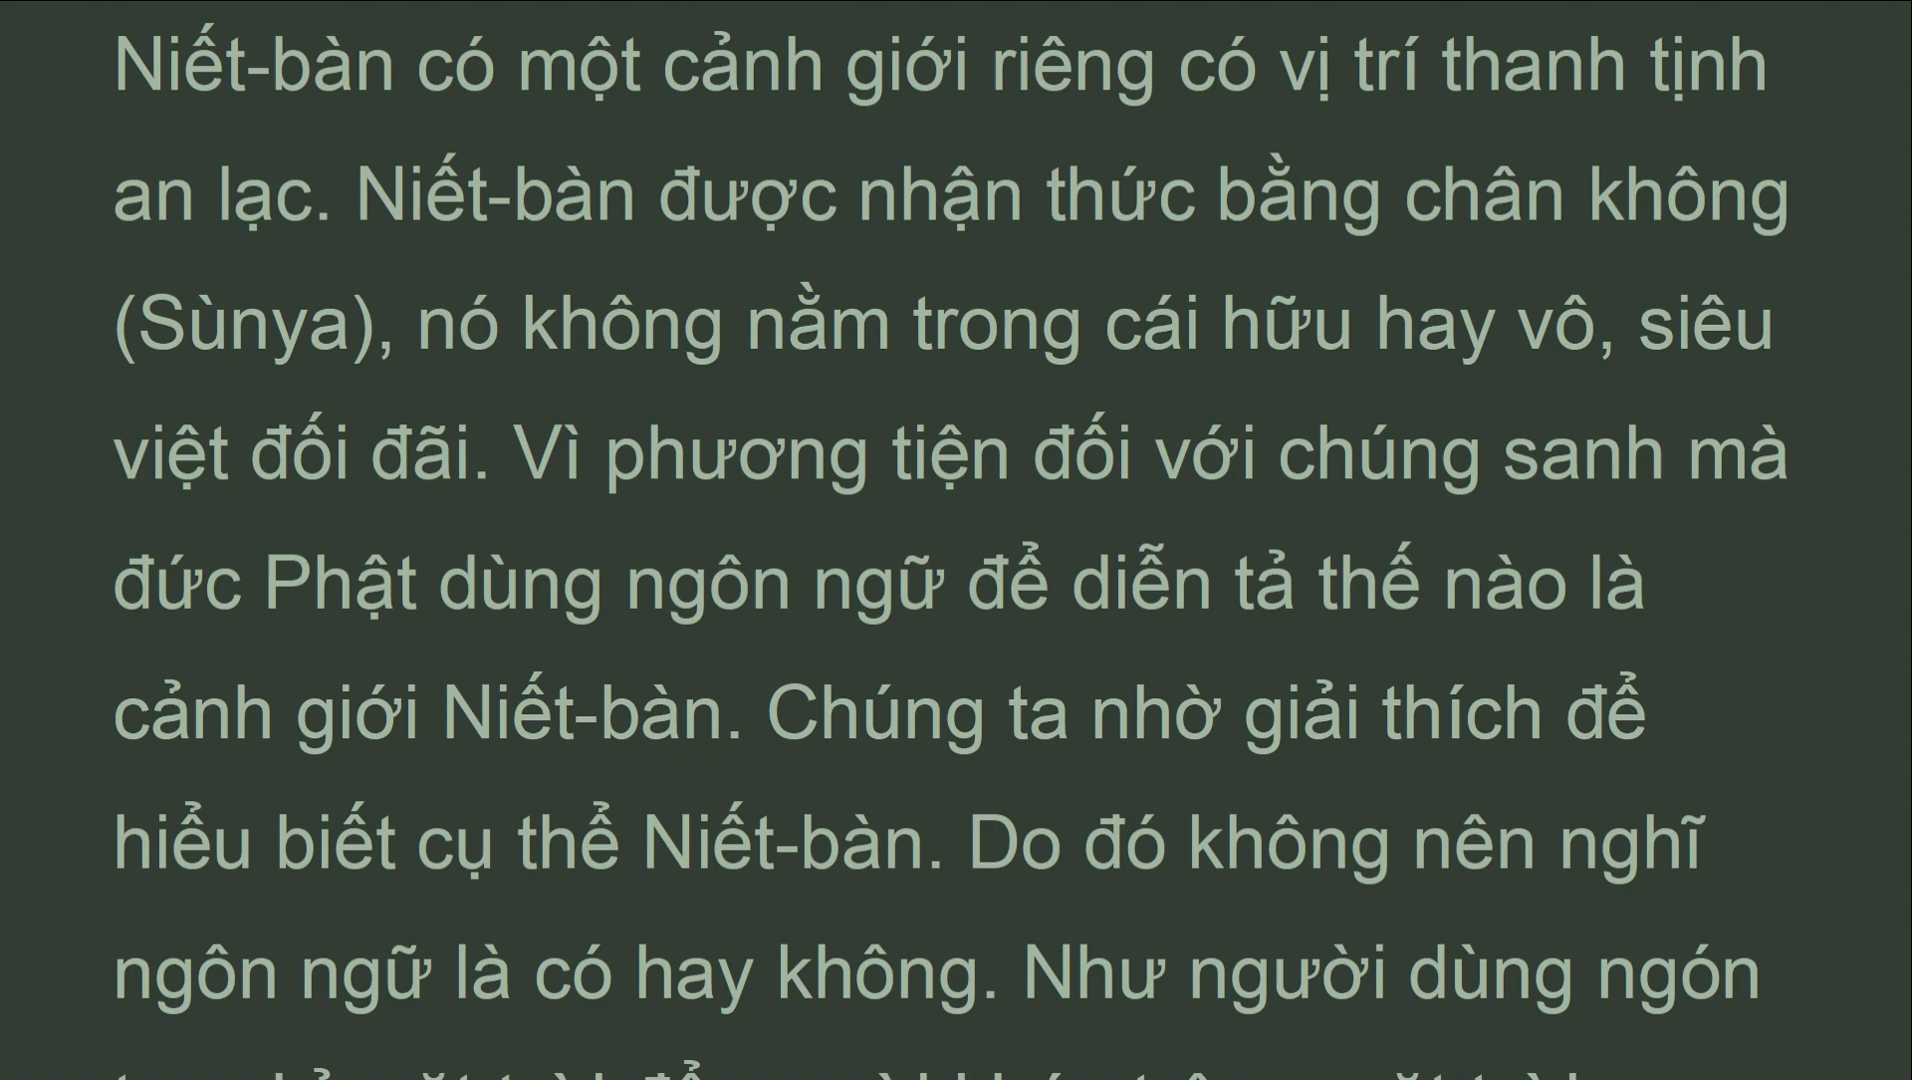 Niết-bàn có một cảnh giới riêng có vị trí thanh tịnh
an lạc. Niết-bàn được nhận thức bằng chân không
(Sùnya), nó không nằm trong cái hữu hay vô, siêu
việt đối đãi. Vì phương tiện đối với chúng sanh mà
đức Phật dùng ngôn ngữ để diễn tả thế nào là
cảnh giới Niết-bàn. Chúng ta nhờ giải thích để
hiểu biết cụ thể Niết-bàn. Do đó không nên nghĩ
ngôn ngữ là có hay không. Như người dùng ngón